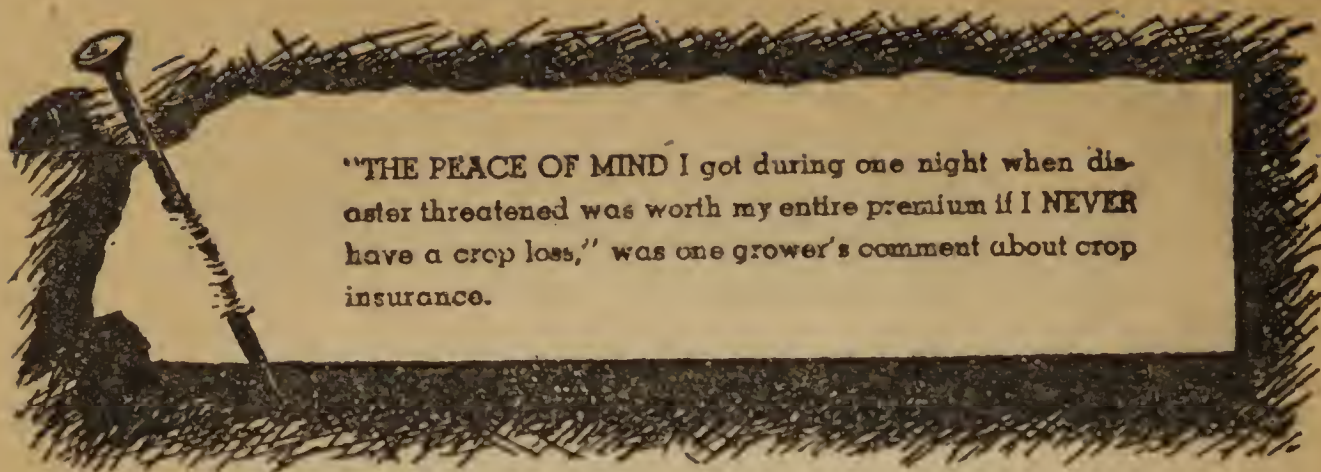 "THE PEACE OF MIND I got during one night when dis-
aster threatened was worth my entire premium if I NEVER
have a crop loss," was one grower's comment about crop
insurance.